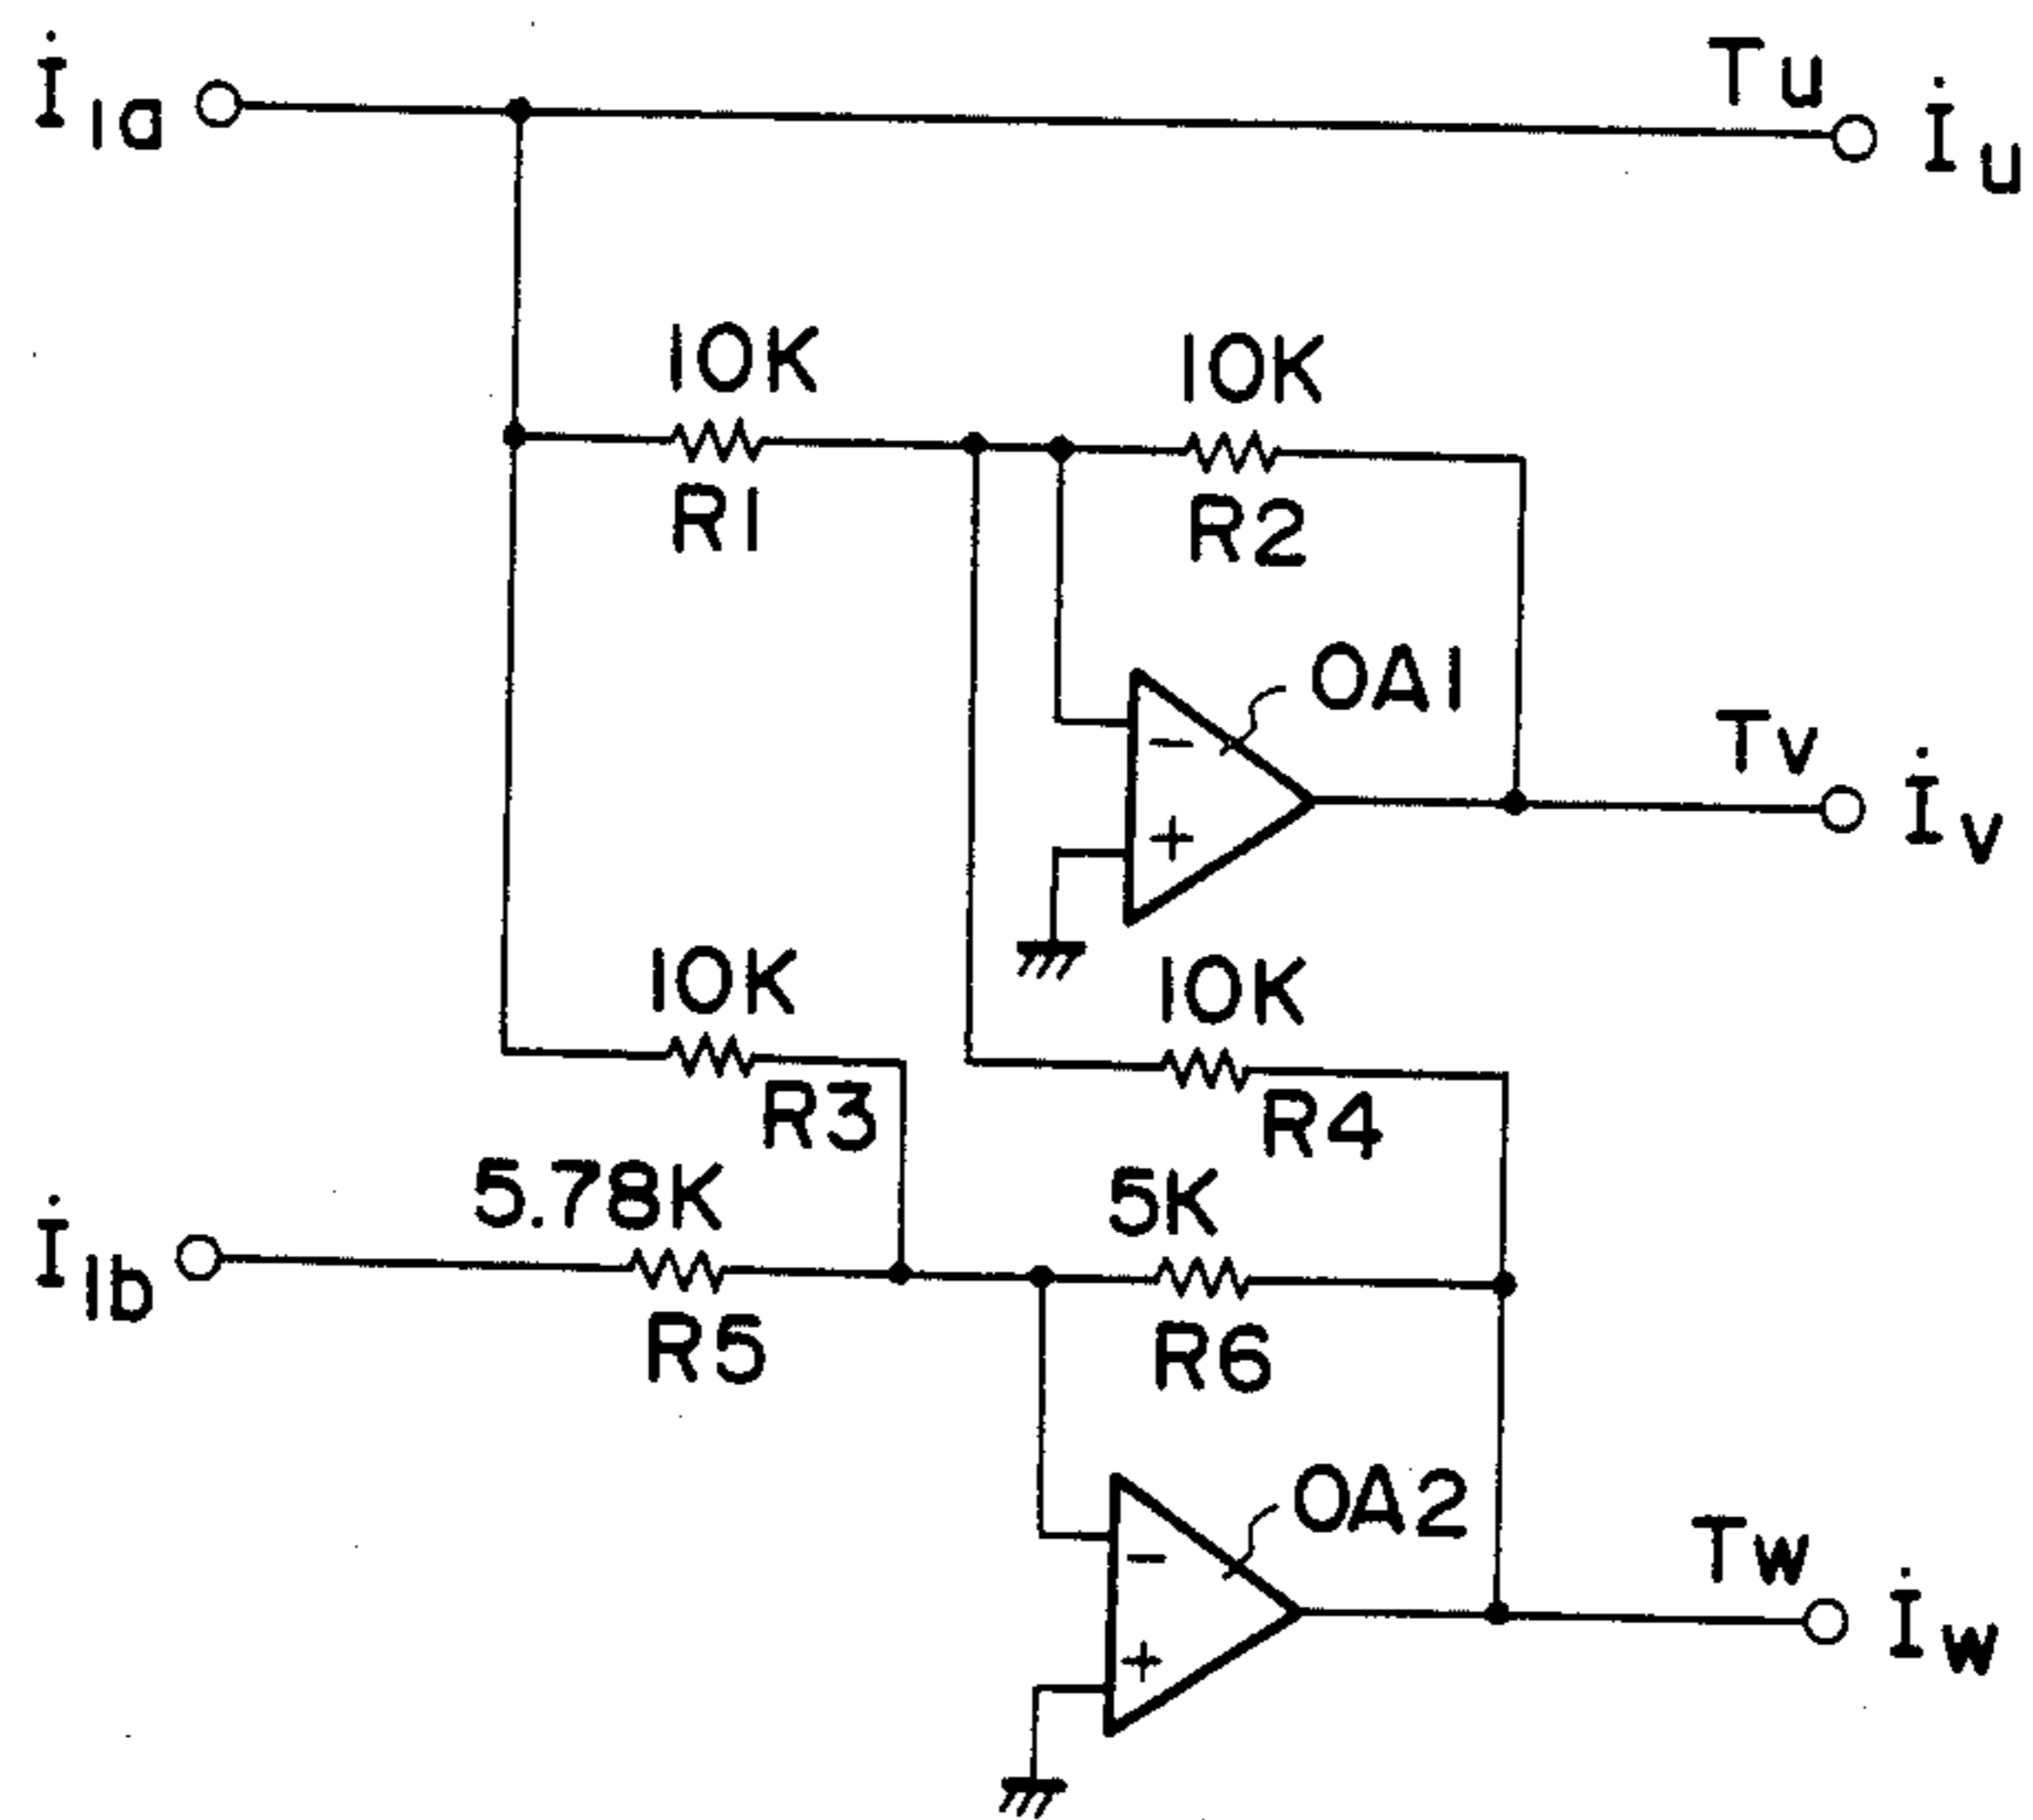 İ1a
Tu
İu
10K
10K
R1
R2
OA1
Tv
İv
-
+
10K
10K
R3
R4
5.78K
5K
İ1b
R5
R6
OA2
Tw
İw
-
+